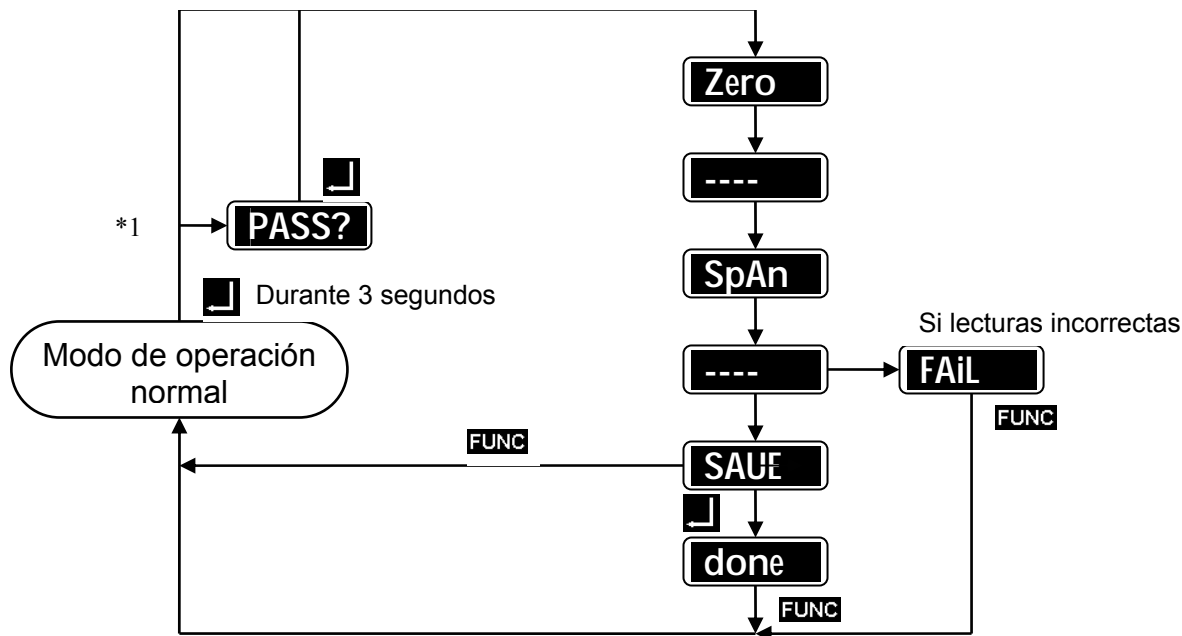 Zero
----
PASS?
*1
SpAn
Durante 3 segundos
Si lecturas incorrectas
Modo de operación
normal
----
FAiL
FUNC
FUNC
SAUE
done
FUNC